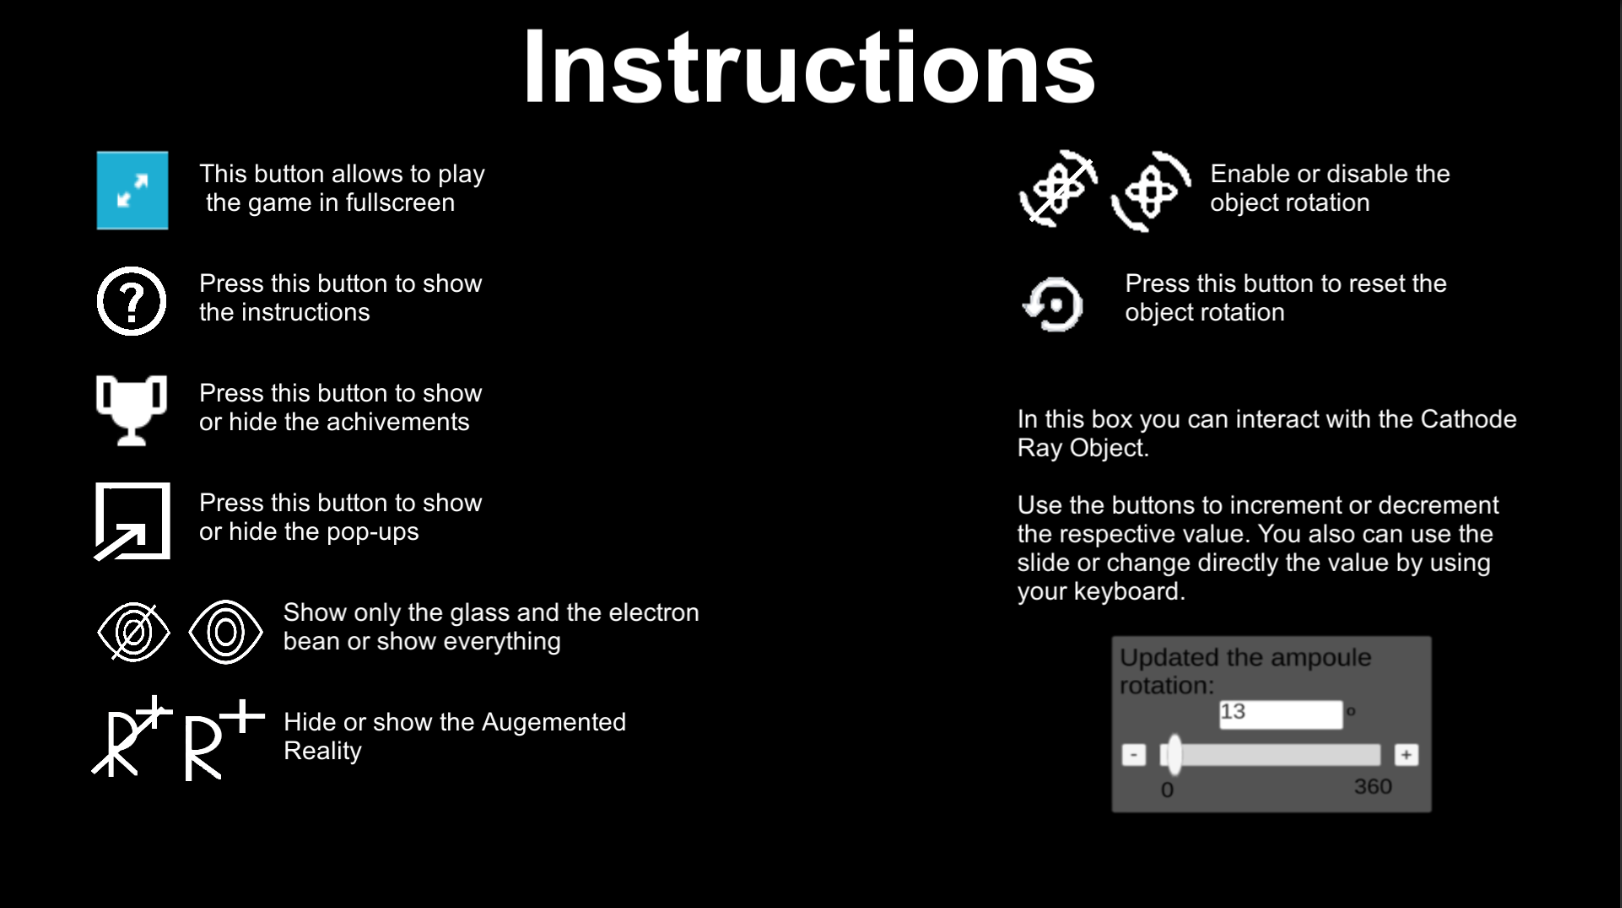 Instructions
This button allows to play
the game in fullscreen
?
Press this button to show
the instructions
Press this button to show
or hide the achivements
Press this button to show
or hide the pop-ups
Show only the glass and the electron
bean or show everything
R+ R+
Hide or show the Augemented
Reality
Enable or disable the
object rotation
Press this button to reset the
object rotation
In this box you can interact with the Cathode
Ray Object.
Use the buttons to increment or decrement
the respective value. You also can use the
slide or change directly the value by using
your keyboard.
Updated the ampoule
rotation:
13 °
- +
0 360